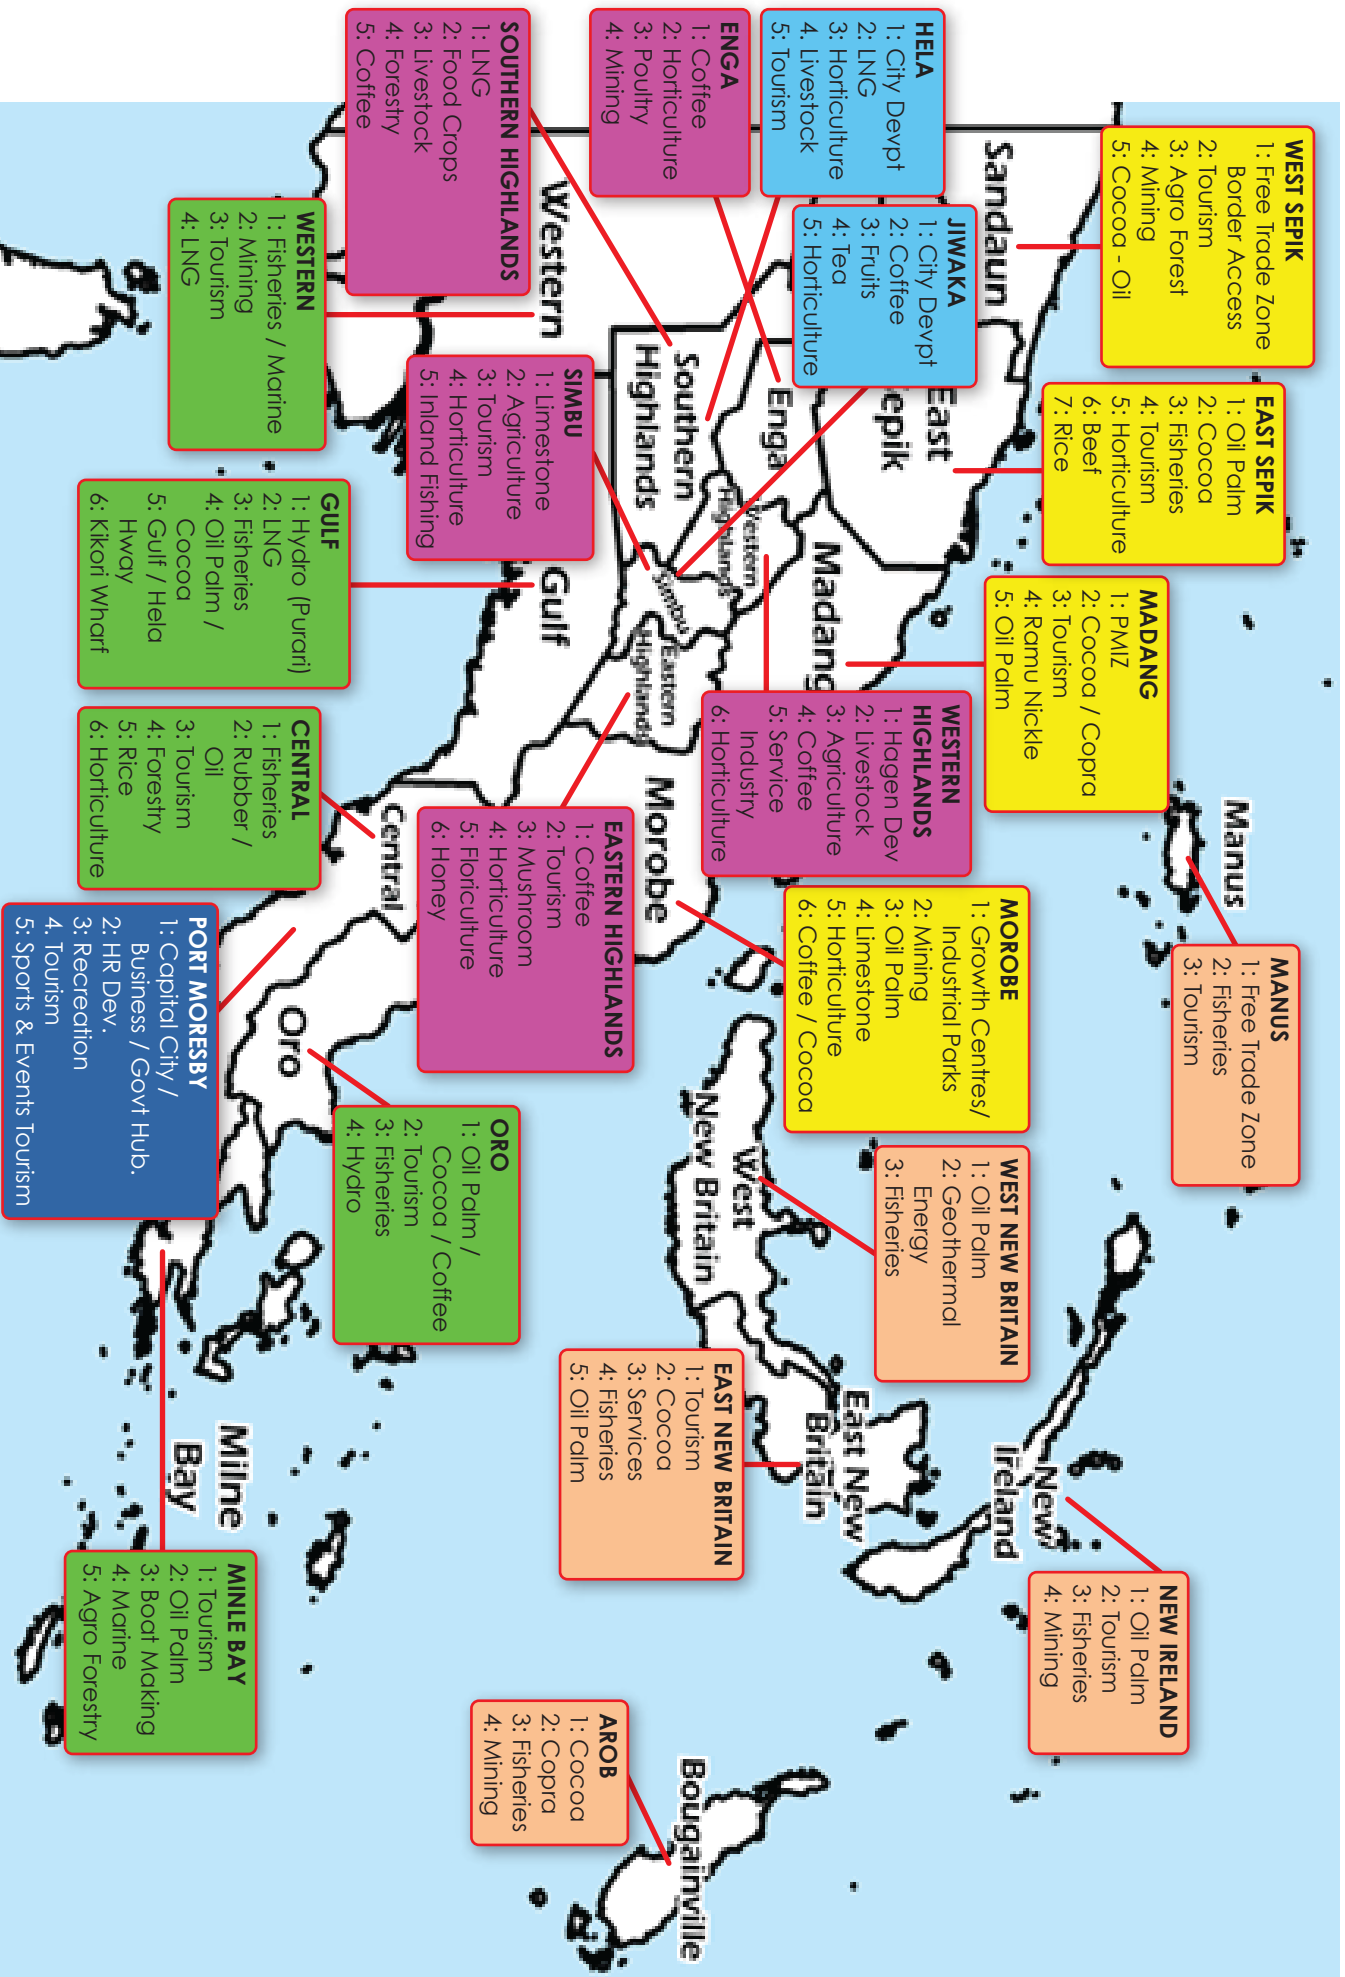 WEST SEPIK
1: Free Trade Zone
Border Access
2: Tourism
3: Agro Forest
4: Mining
5: Cocoa - Oil
EAST SEPIK
1: Oil Palm
2: Cocoa
3: Fisheries
4: Tourism
5: Horticulture
6: Beef
7: Rice
MADANG
1: PMIZ
2: Cocoa / Copra
3: Tourism
4: Ramu Nickle
5: Oil Palm
Manus
MANUS
1: Free Trade Zone
2: Fisheries
3: Tourism
NEW IRELAND
1: Oil Palm
2: Tourism
3: Fisheries
4: Mining
HELA
1: City Devpt
2: LNG
3: Horticulture
4. Livestock
5: Tourism
JIWAKA
1: City Devpt
2: Coffee
3: Fruits
4: Tea
5: Horticulture
Sandaun
East
epik
WESTERN
HIGHLANDS
1: Hagen Dev
2: Livestock
3: Agriculture
4: Coffee
5: Service
Industry
6: Horticulture
MOROBE
1: Growth Centres/
Industrial Parks
2: Mining
3: Oil Palm
4: Limestone
5: Horticulture
6: Coffee / Cocoa
WEST NEW BRITAIN
1: Oil Palm
2: Geothermal
Energy
3: Fisheries
New
Ireland
East New
Britain
ENGA
1: Coffee
2: Horticulture
3: Poultry
4: Mining
Enga
Madang
Western
Highlands
Southern
Highlands
Simbu
Eastern
Highlands
Morobe
West
New Britain
EAST NEW BRITAIN
1: Tourism
2: Cocoa
3: Services
4: Fisheries
5: Oil Palm
Bougainville
AROB
1: Cocoa
2: Copra
3: Fisheries
4: Mining
SOUTHERN HIGHLANDS
1: LNG
2: Food Crops
3: Livestock
4: Forestry
5: Coffee
Western
SIMBU
1: Limestone
2: Agriculture
3: Tourism
4: Horticulture
5: Inland Fishing
Gulf
EASTERN HIGHLANDS
1: Coffee
2: Tourism
3: Mushroom
4: Horticulture
5: Floriculture
6: Honey
ORO
1: Oil Palm /
Cocoa / Coffee
2: Tourism
3: Fisheries
4: Hydro
Central
Oro
WESTERN
1: Fisheries / Marine
2: Mining
3: Tourism
4: LNG
GULF
1: Hydro (Purari)
2: LNG
3: Fisheries
4: Oil Palm /
Cocoa
5: Gulf / Hela
Hway
6: Kikori Wharf
CENTRAL
1: Fisheries
2: Rubber /
Oil
3: Tourism
4: Forestry
5: Rice
6: Horticulture
PORT MORESBY
1: Capital City /
Business / Govt Hub.
2: HR Dev.
3: Recreation
4. Tourism
5: Sports & Events Tourism
Milne
Bay
MINLE BAY
1: Tourism
2: Oil Palm
3: Boat Making
4: Marine
5: Agro Forestry